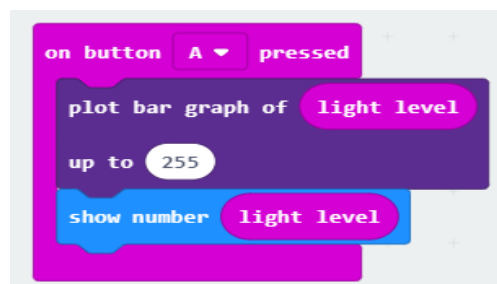 on button A pressed
plot bar graph of light level
up to 255
show number light level